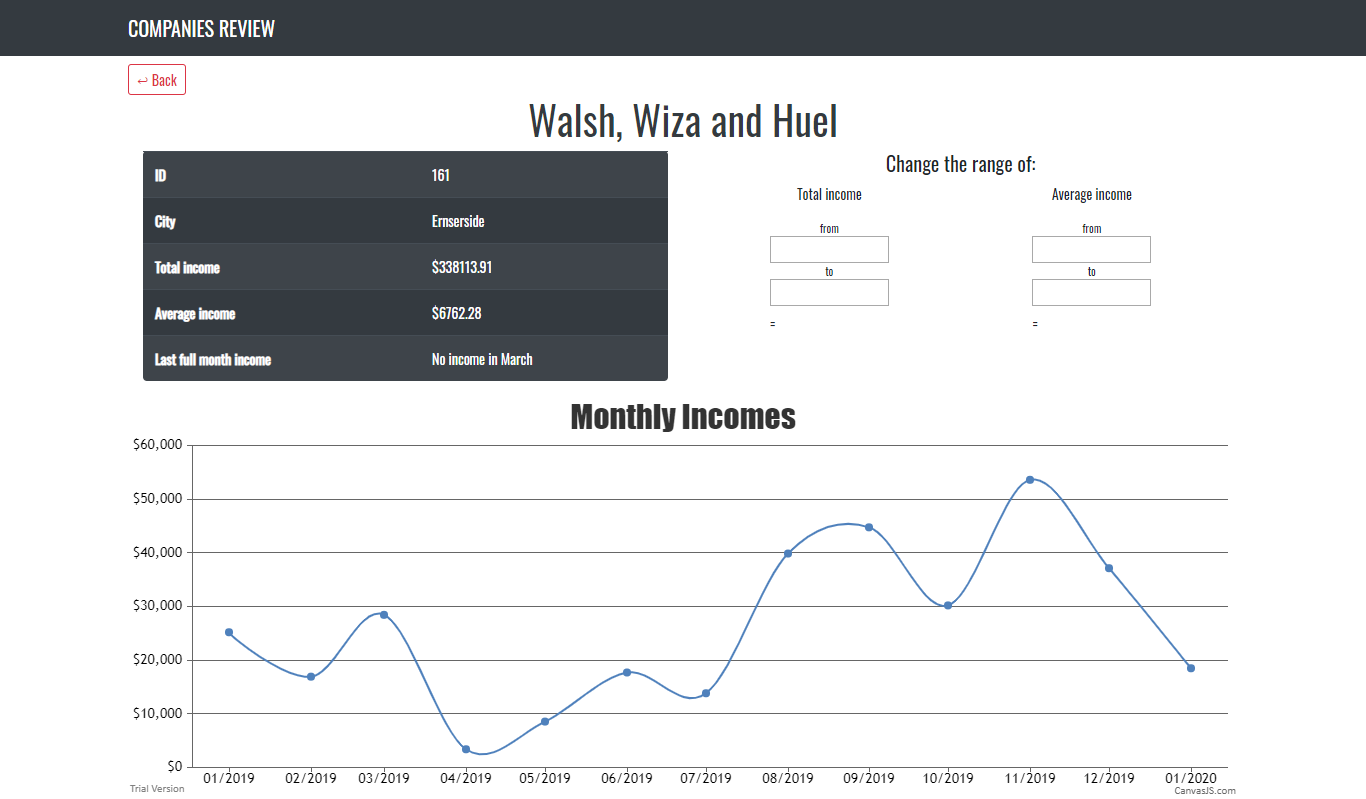 COMPANIES REVIEW
↩ Back
Walsh, Wiza and Huel
ID 161
City Ernserside
Total income $338113.91
Average income $6762.28
Last full month income No income in March
Change the range of:
Total income Average income
from from
to to
= =
Monthly Incomes
$60,000
$50,000
$40,000
$30,000
$20,000
$10,000
$0
01/2019 02/2019 03/2019 04/2019 05/2019 06/2019 07/2019 08/2019 09/2019 10/2019 11/2019 12/2019 01/2020
Trial Version CanvasJS.com